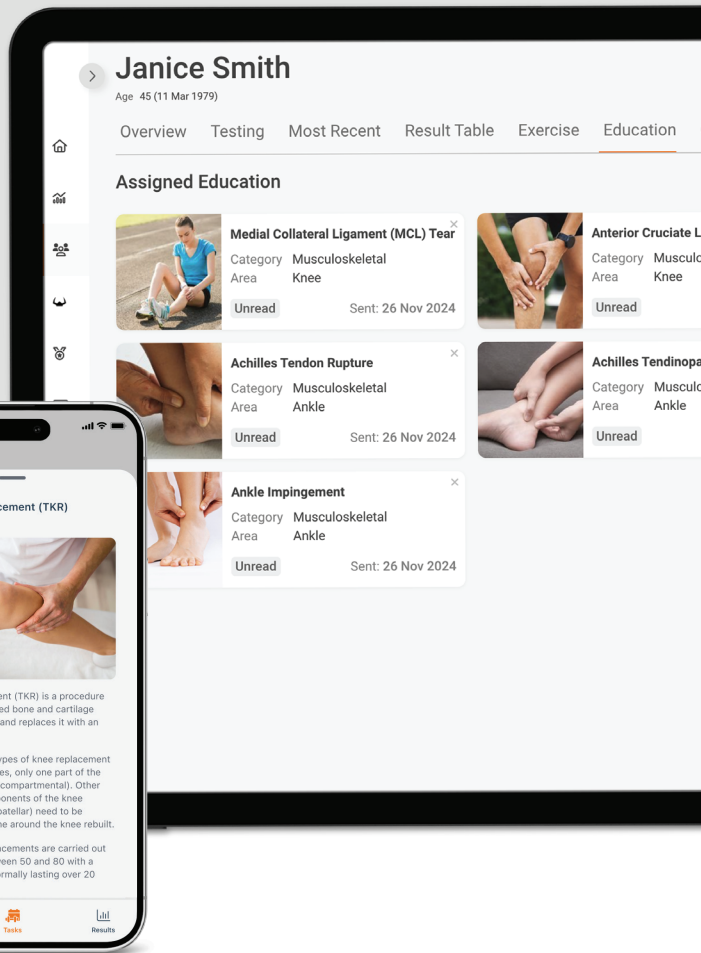 Janice Smith
Age 45 (11 Mar 1979)
Overview Testing Most Recent Result Table Exercise Education
Assigned Education
Medial Collateral Ligament (MCL) Tear
Category Musculoskeletal
Area Knee
Unread Sent: 26 Nov 2024
Anterior Cruciate L
Category Musculo
Area Knee
Unread
Achilles Tendon Rupture
Category Musculoskeletal
Area Ankle
Unread Sent: 26 Nov 2024
Achilles Tendinopa
Category Musculo
Area Ankle
Unread
Ankle Impingement
Category Musculoskeletal
Area Ankle
Unread Sent: 26 Nov 2024
cement (TKR)
ent (TKR) is a procedure
ed bone and cartilage
and replaces it with an
ypes of knee replacement
es, only one part of the
compartmental). Other
onents of the knee
patellar) need to be
ne around the knee rebuilt.
acements are carried out
ween 50 and 80 with a
ormally lasting over 20
Tasks
Results